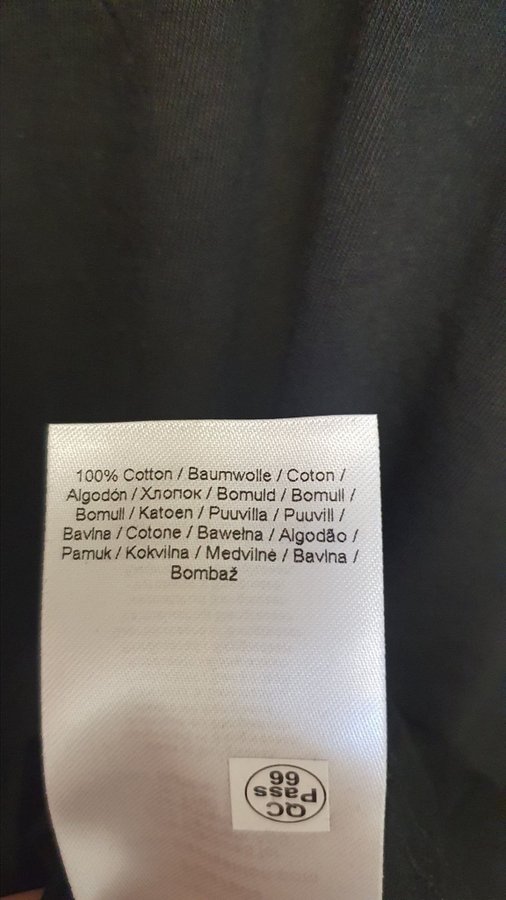 100% Cotton / Baumwolle / Coton /
Algodón / Хлопок / Bomuld / Bomull /
Bomull / Katoen / Puuvilla / Puuvill /
Bavlna / Cotone / Bawełna / Algodão /
Pamuk / Kokvilna / Medvilnė / Bavlna /
Bombaž
QC
Pass
66